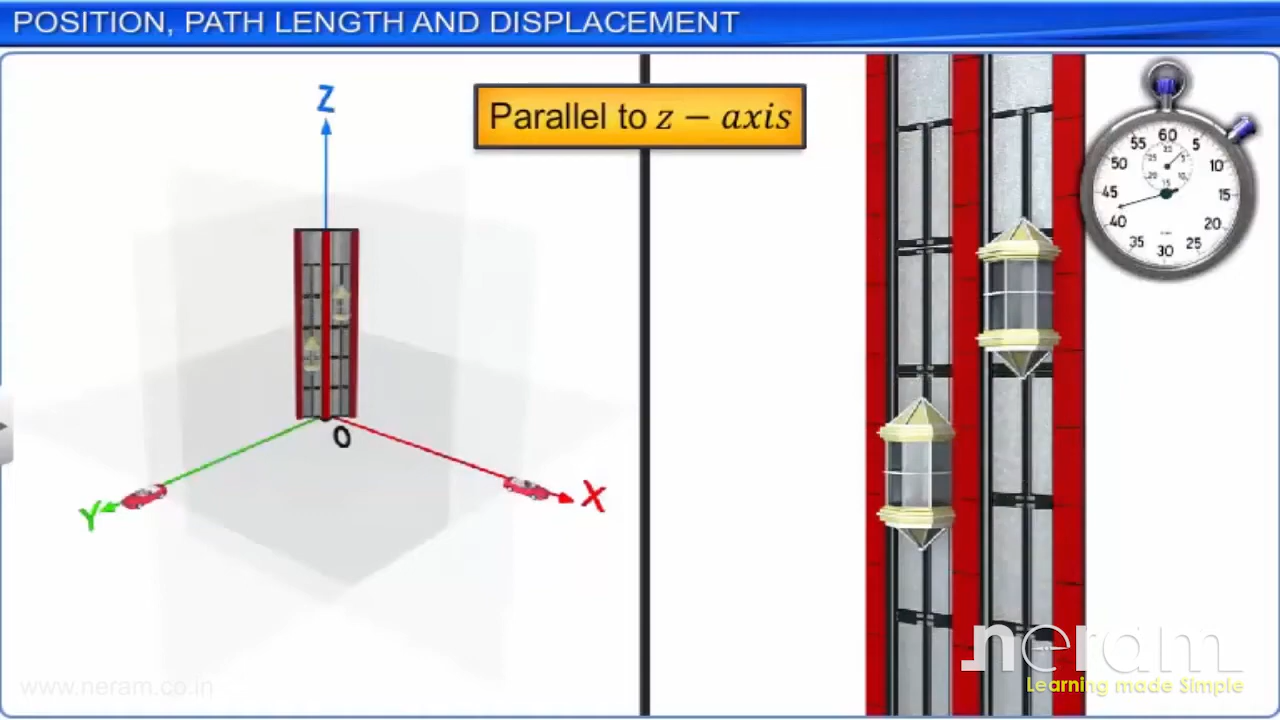 POSITION, PATH LENGTH AND DISPLACEMENT
Z
Parallel to z − axis
O
Y
X
60
5
10
15
20
25
30
35
40
45
50
55
neram
Learning made Simple
www.neram.co.in